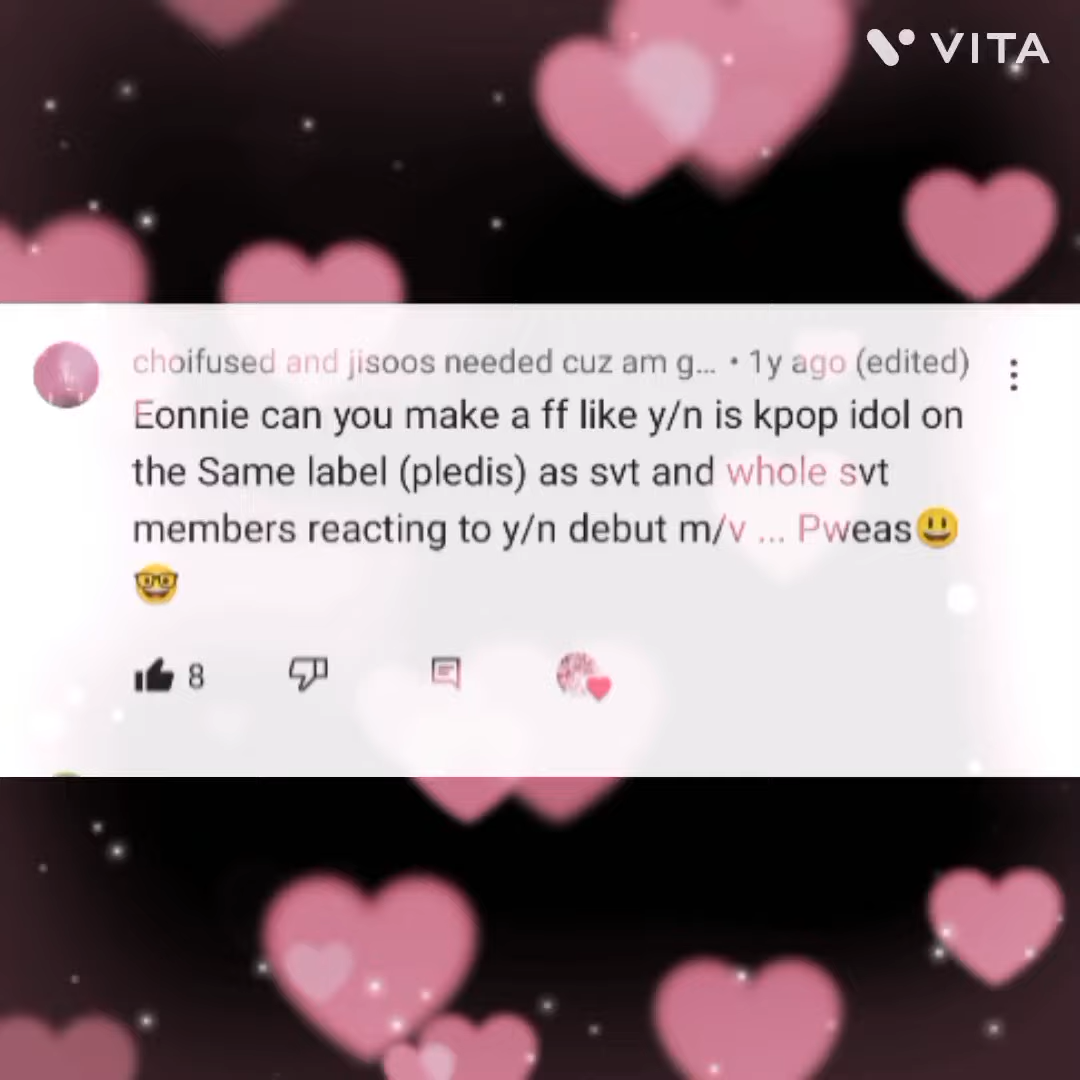 VITA
choifused and jisoos needed cuz am g... • 1y ago (edited)
Eonnie can you make a ff like y/n is kpop idol on
the Same label (pledis) as svt and whole svt
members reacting to y/n debut m/v ... Pweas😃
🤓
8